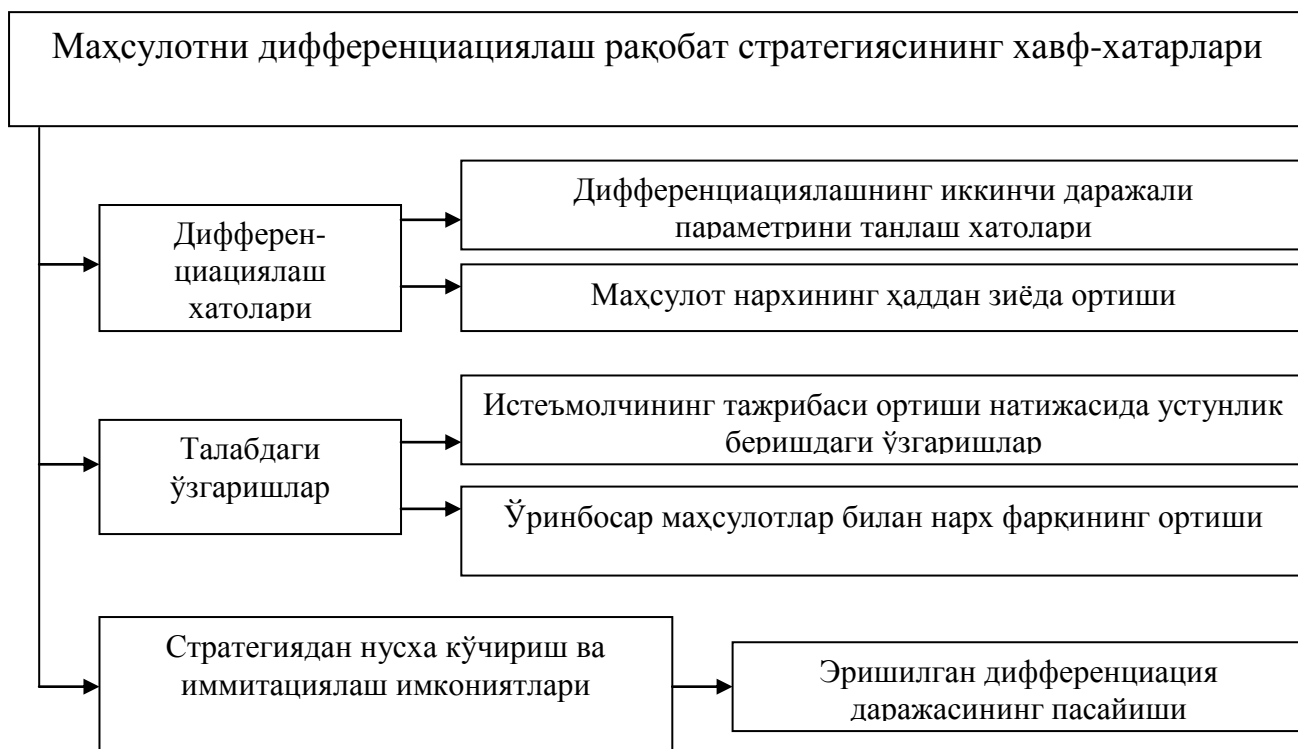 Маҳсулотни дифференциациялаш рақобат стратегиясининг хавф-хатарлари
Дифферен-
циациялаш
хатолари
Дифференциациялашнинг иккинчи даражали
параметрини танлаш хатолари
Маҳсулот нархининг ҳаддан зиёда ортиши
Талабдаги
ўзгаришлар
Истеъмолчининг тажрибаси ортиши натижасида устунлик
беришдаги ўзгаришлар
Ўринбосар маҳсулотлар билан нарх фарқининг ортиши
Стратегиядан нусха кўчириш ва
иммитациялаш имкониятлари
Эришилган дифференциация
даражасининг пасайиши